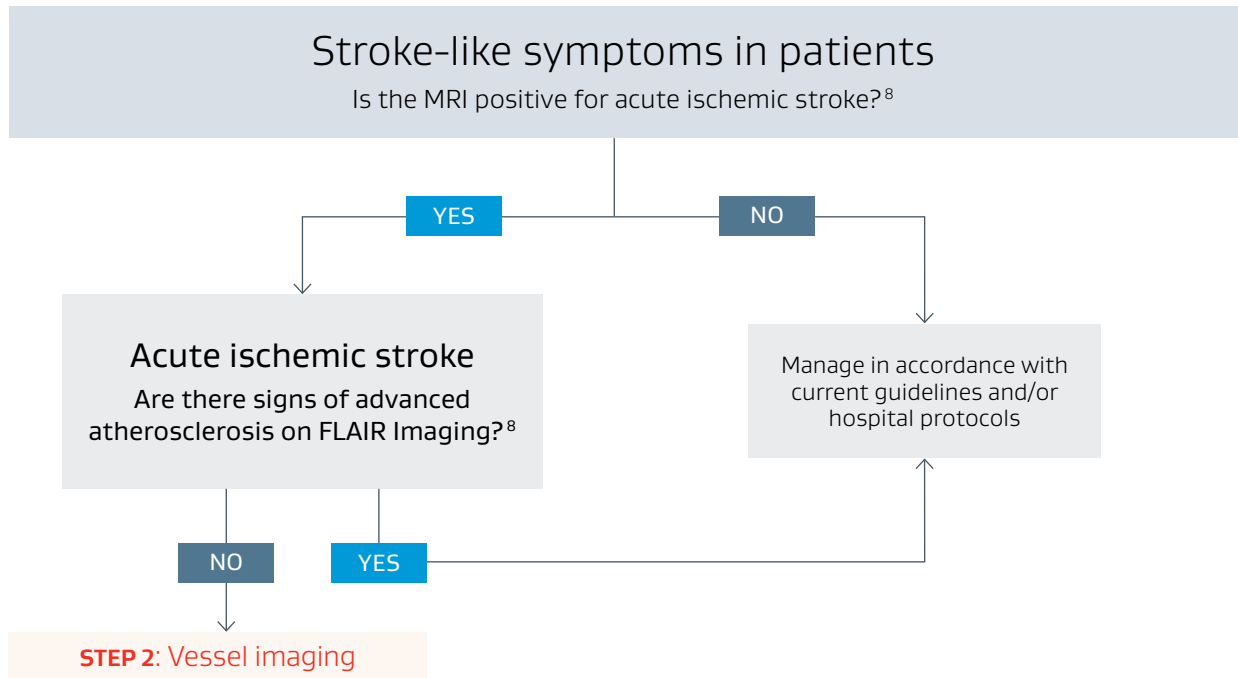 Stroke-like symptoms in patients
Is the MRI positive for acute ischemic stroke?⁸
YES
NO
Acute ischemic stroke
Are there signs of advanced
atherosclerosis on FLAIR Imaging?⁸
Manage in accordance with
current guidelines and/or
hospital protocols
NO
YES
STEP 2: Vessel imaging